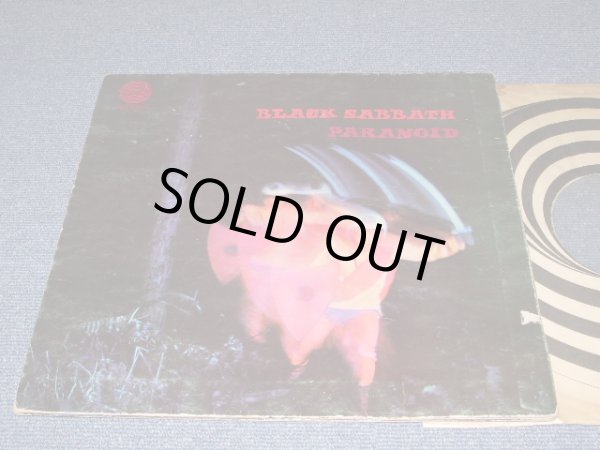 BLACK SABBATH
PARANOID
SOLD OUT